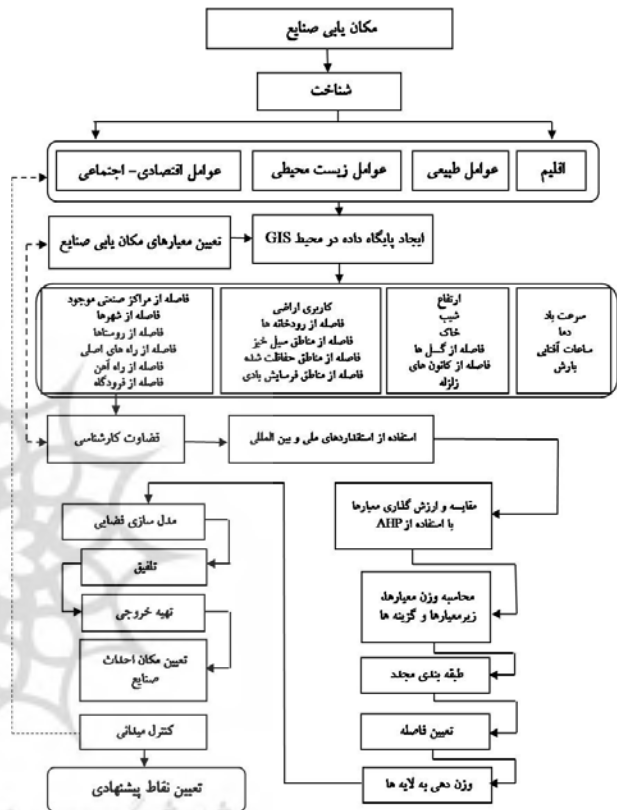 مکان یابی صنایع
شناخت
اقلیم
عوامل طبیعی
عوامل زیست محیطی
عوامل اقتصادی- اجتماعی
ایجاد پایگاه داده در محیط GIS
تعیین معیارهای مکان یابی صنایع
سرعت باد
دما
ساعات آفتابی
بارش
ارتفاع
شیب
خاک
فاصله از گسل ها
فاصله از کانون های
زلزله
کاربری اراضی
فاصله از رودخانه ها
فاصله از مناطق سیل خیز
فاصله از مناطق حفاظت شده
فاصله از مناطق فرسایش بادی
فاصله از مراکز صنعتی موجود
فاصله از شهرها
فاصله از روستاها
فاصله از راه های اصلی
فاصله از راه آهن
فاصله از فرودگاه
قضاوت کارشناسی
استفاده از استانداردهای ملی و بین المللی
مقایسه و ارزش گذاری معیارها
با استفاده از AHP
محاسبه وزن معیارها،
زیرمعیارها و گزینه ها
طبقه بندی مجدد
تعیین فاصله
وزن دهی به لایه ها
مدل سازی فضایی
تلفیق
تهیه خروجی
تعیین مکان احداث
صنایع
کنترل میدانی
تعیین نقاط پیشنهادی